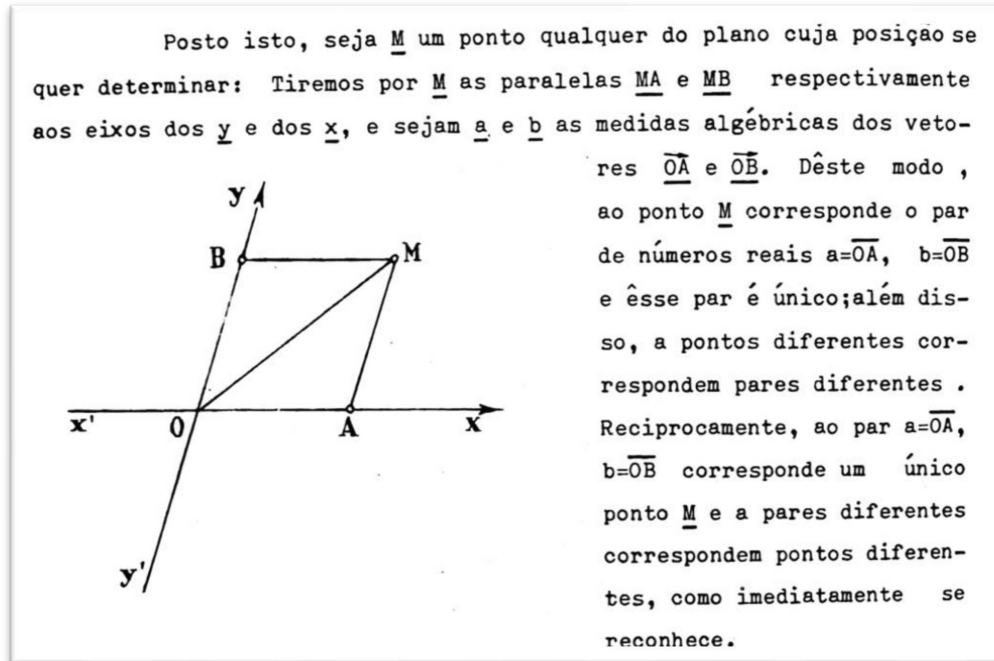 Posto isto, seja M um ponto qualquer do plano cuja posição se
quer determinar: Tiremos por M as paralelas MA e MB respectivamente
aos eixos dos y e dos x, e sejam a e b as medidas algébricas dos veto-
res OA e OB. Dêste modo ,
ao ponto M corresponde o par
de números reais a=OA, b=OB
e êsse par é único;além dis-
so, a pontos diferentes cor-
respondem pares diferentes .
Reciprocamente, ao par a=OA,
b=OB corresponde um único
ponto M e a pares diferentes
correspondem pontos diferen-
tes, como imediatamente se
reconhece.
y
B M
x' O A x
y'